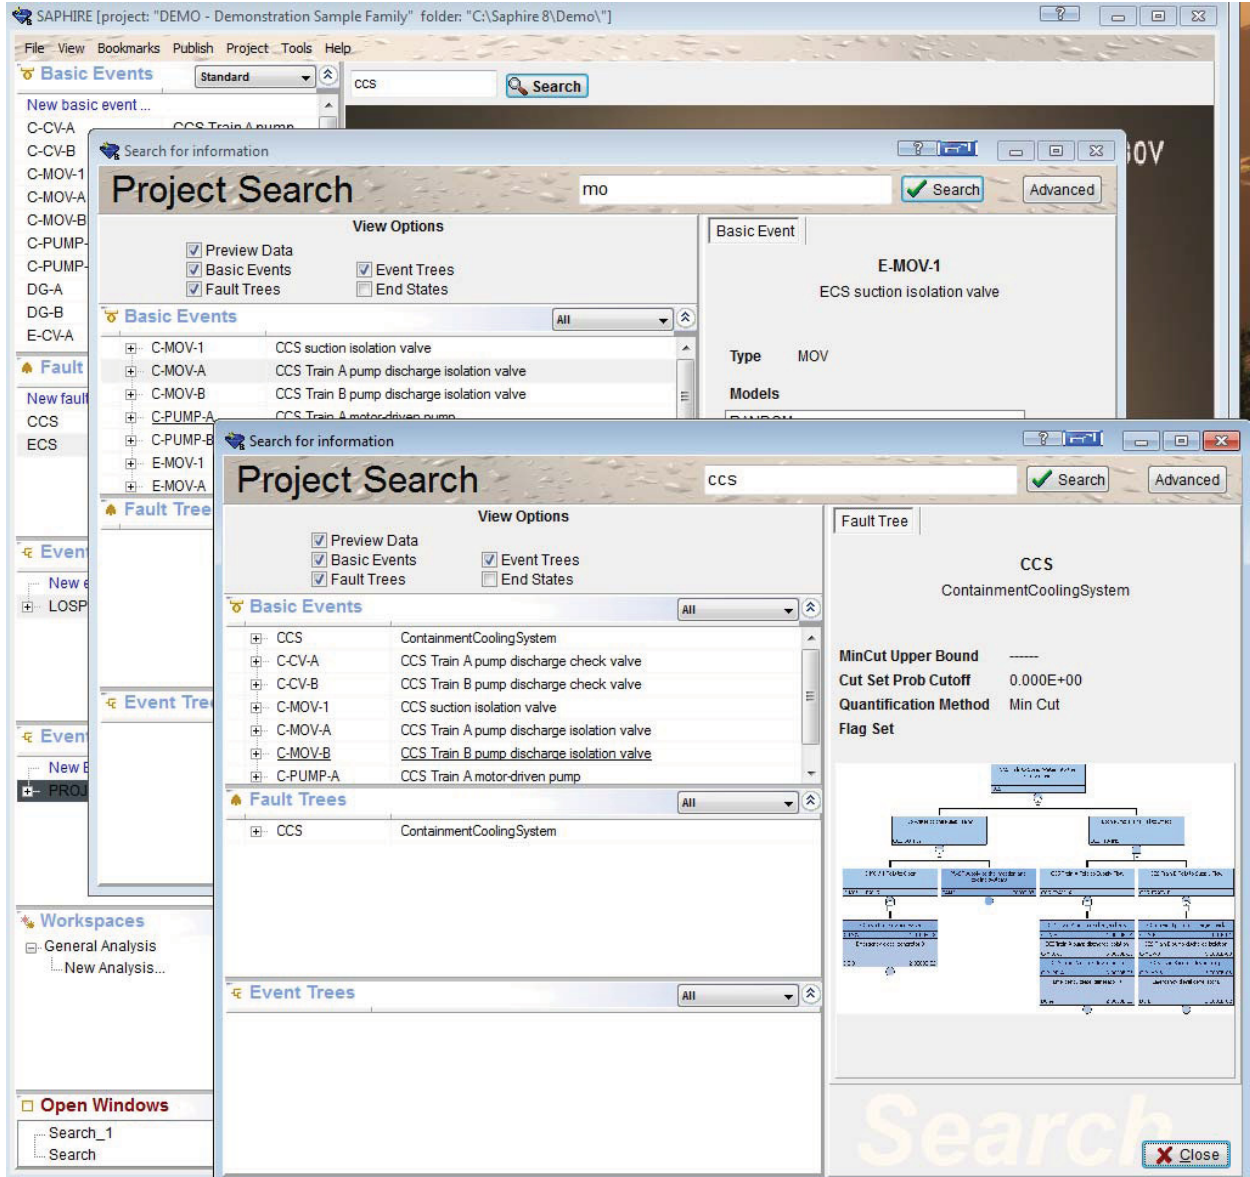 SAPHIRE [project: "DEMO - Demonstration Sample Family" folder: "C:\Saphire 8\Demo\"]
File View Bookmarks Publish Project Tools Help
Basic Events Standard
ccs Search
New basic event ...
C-CV-A CCS Train A pump
C-CV-B
C-MOV-1
C-MOV-A
C-MOV-B
C-PUMP-
C-PUMP-
DG-A
DG-B
E-CV-A
Fault
New fault
CCS
ECS
Event
New e
LOSP
Event
New E
PROJ
Workspaces
General Analysis
New Analysis...
Open Windows
Search_1
Search
GOV
Search for information
Project Search mo Search Advanced
View Options
Preview Data
Basic Events Event Trees
Fault Trees End States
Basic Events All
C-MOV-1 CCS suction isolation valve
C-MOV-A CCS Train A pump discharge isolation valve
C-MOV-B CCS Train B pump discharge isolation valve
C-PUMP-A CCS Train A motor-driven pump
C-PUMP-B
E-MOV-1
E-MOV-A
Fault Tree
Event Tre
Basic Event
E-MOV-1
ECS suction isolation valve
Type MOV
Models
RANDOM
Search for information
Project Search ccs Search Advanced
View Options
Preview Data
Basic Events Event Trees
Fault Trees End States
Basic Events All
CCS ContainmentCoolingSystem
C-CV-A CCS Train A pump discharge check valve
C-CV-B CCS Train B pump discharge check valve
C-MOV-1 CCS suction isolation valve
C-MOV-A CCS Train A pump discharge isolation valve
C-MOV-B CCS Train B pump discharge isolation valve
C-PUMP-A CCS Train A motor-driven pump
Fault Trees All
CCS ContainmentCoolingSystem
Event Trees All
Fault Tree
CCS
ContainmentCoolingSystem
MinCut Upper Bound ------
Cut Set Prob Cutoff 0.000E+00
Quantification Method Min Cut
Flag Set
Search
Close